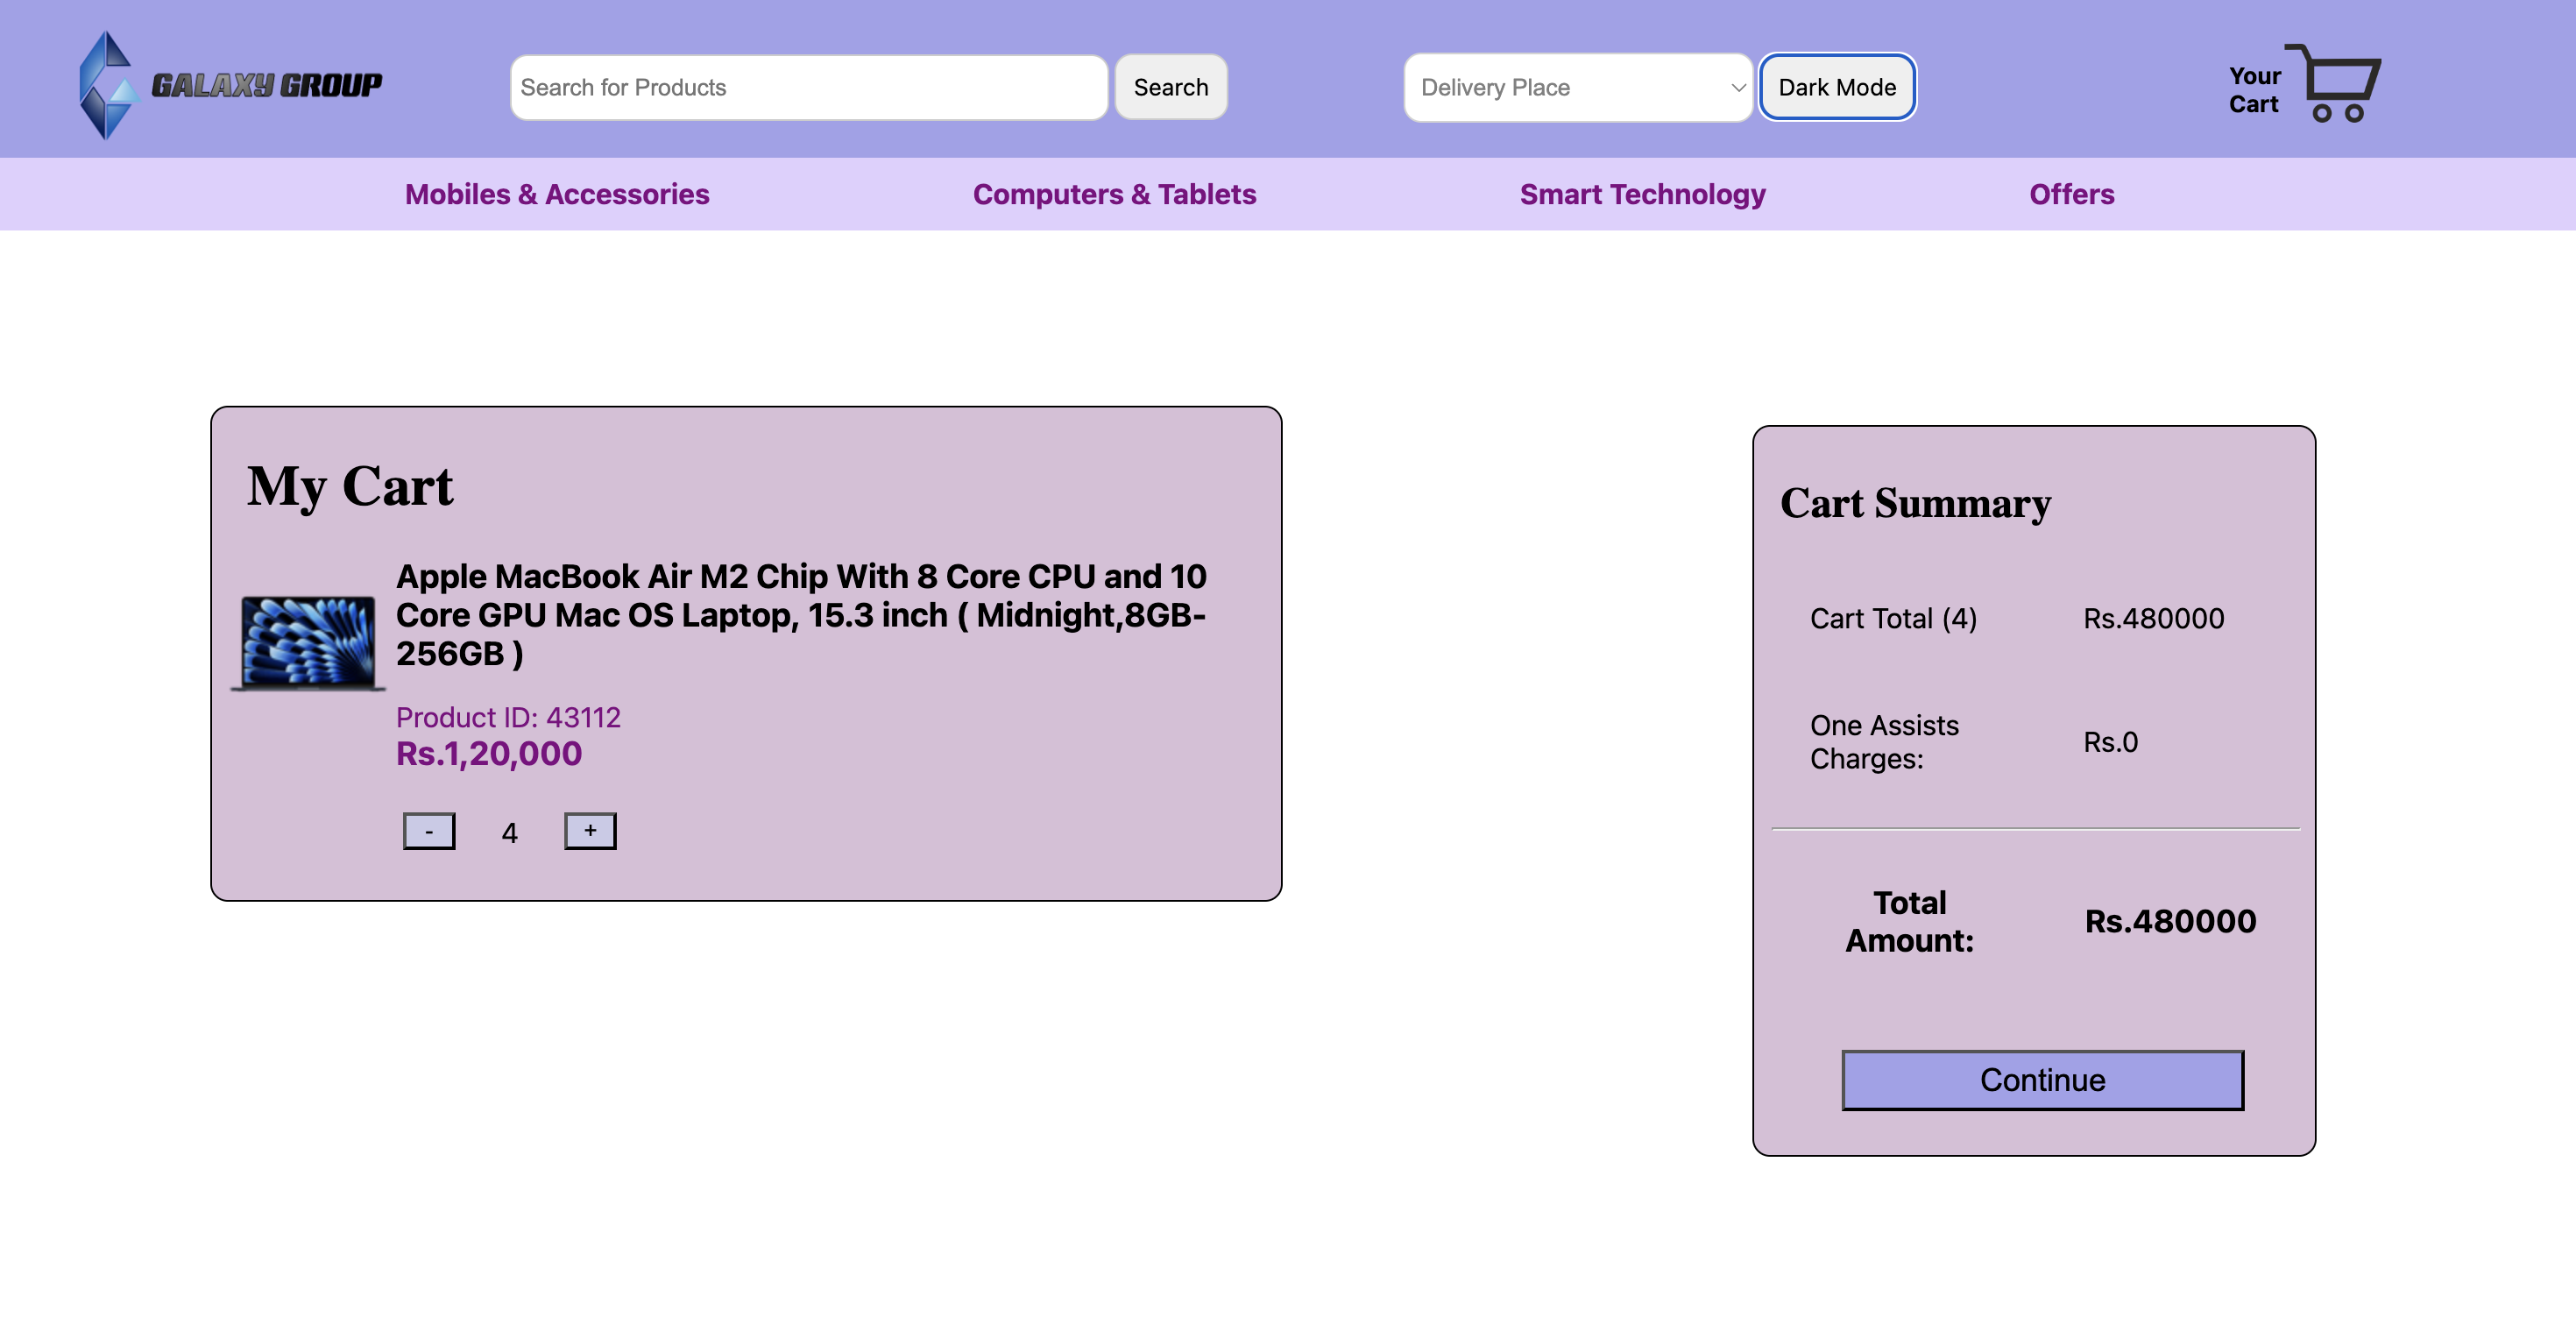 GALAXY GROUP
Search for Products
Search
Delivery Place
Dark Mode
Your
Cart
Mobiles & Accessories
Computers & Tablets
Smart Technology
Offers
My Cart
Apple MacBook Air M2 Chip With 8 Core CPU and 10
Core GPU Mac OS Laptop, 15.3 inch ( Midnight,8GB-
256GB )
Product ID: 43112
Rs.1,20,000
-
4
+
Cart Summary
Cart Total (4)
Rs.480000
One Assists
Charges:
Rs.0
Total
Amount:
Rs.480000
Continue